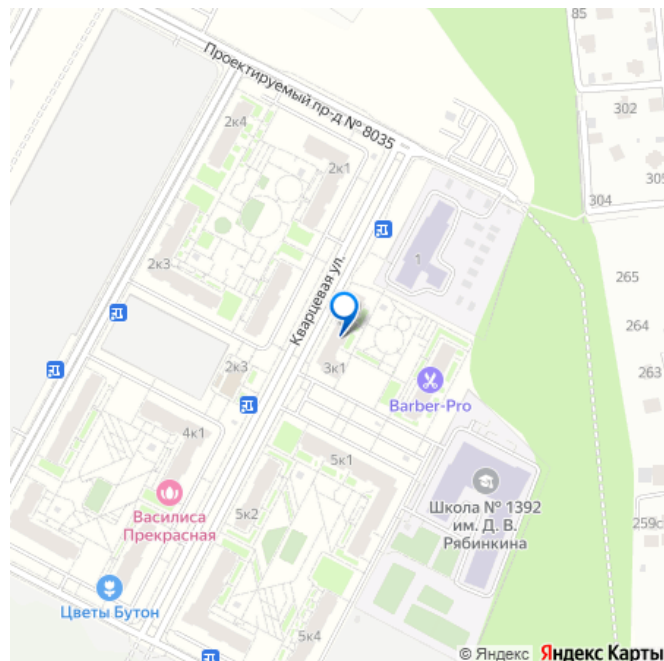 85
302
305
304
265
264
263
259с
Проектируемый пр-д № 8035
2к4
2к1
2к3
Кварцевая ул.
1
2к3
3к1
Barber-Pro
4к1
5к1
Василиса
Прекрасная
5к2
Школа № 1392
им. Д. В.
Рябинкина
Цветы Бутон
5к4
© Яндекс Яндекс Карты